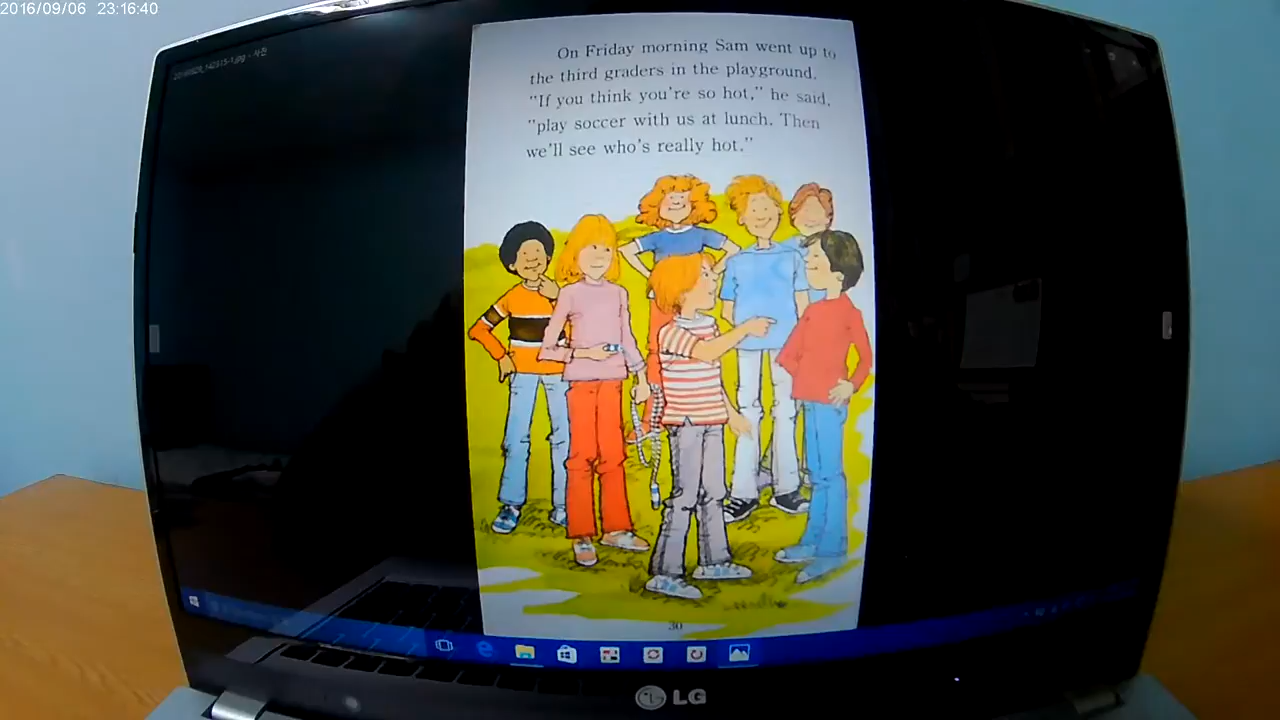 2016/09/06 23:16:40
On Friday morning Sam went up to
the third graders in the playground.
"If you think you're so hot," he said,
"play soccer with us at lunch. Then
we'll see who's really hot."
30
LG